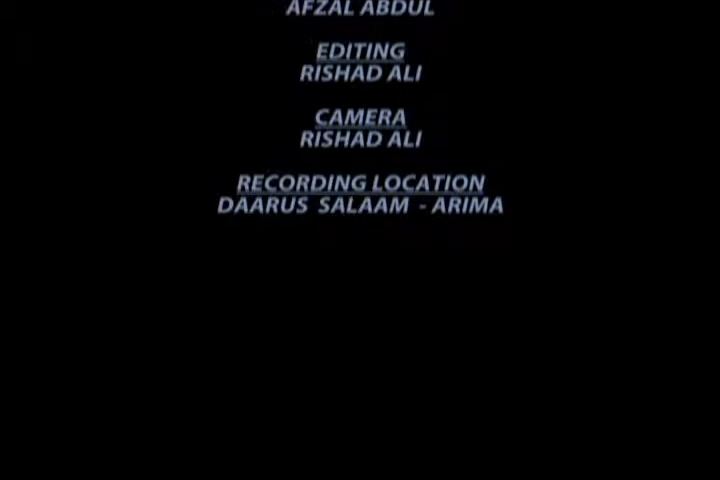 AFZAL ABDUL
EDITING
RISHAD ALI
CAMERA
RISHAD ALI
RECORDING LOCATION
DAARUS SALAAM - ARIMA